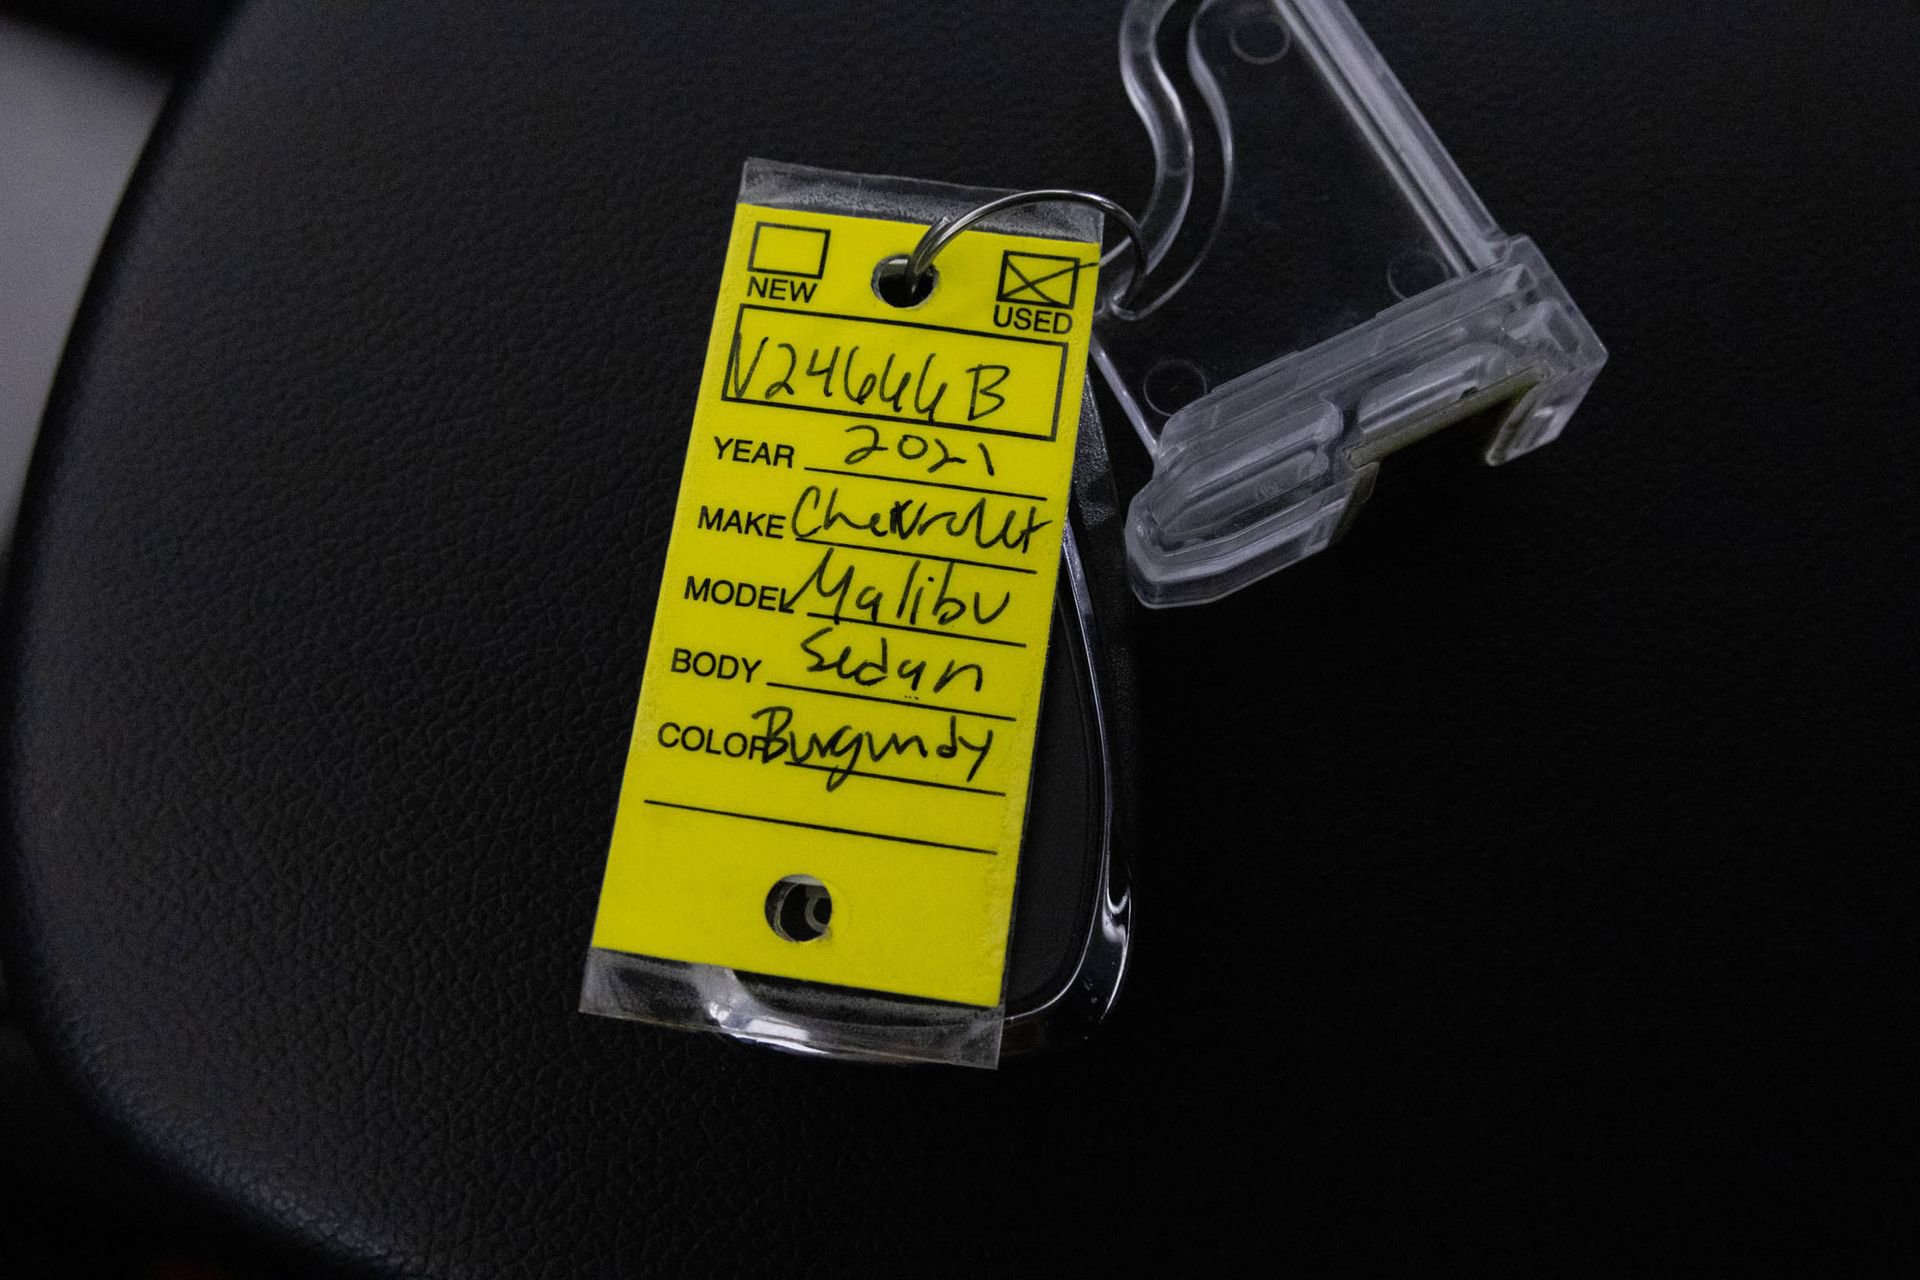 NEW USED
V24644B
YEAR 2021
MAKE Chevrolet
MODEL Malibu
BODY Sedan
COLOR Burgundy